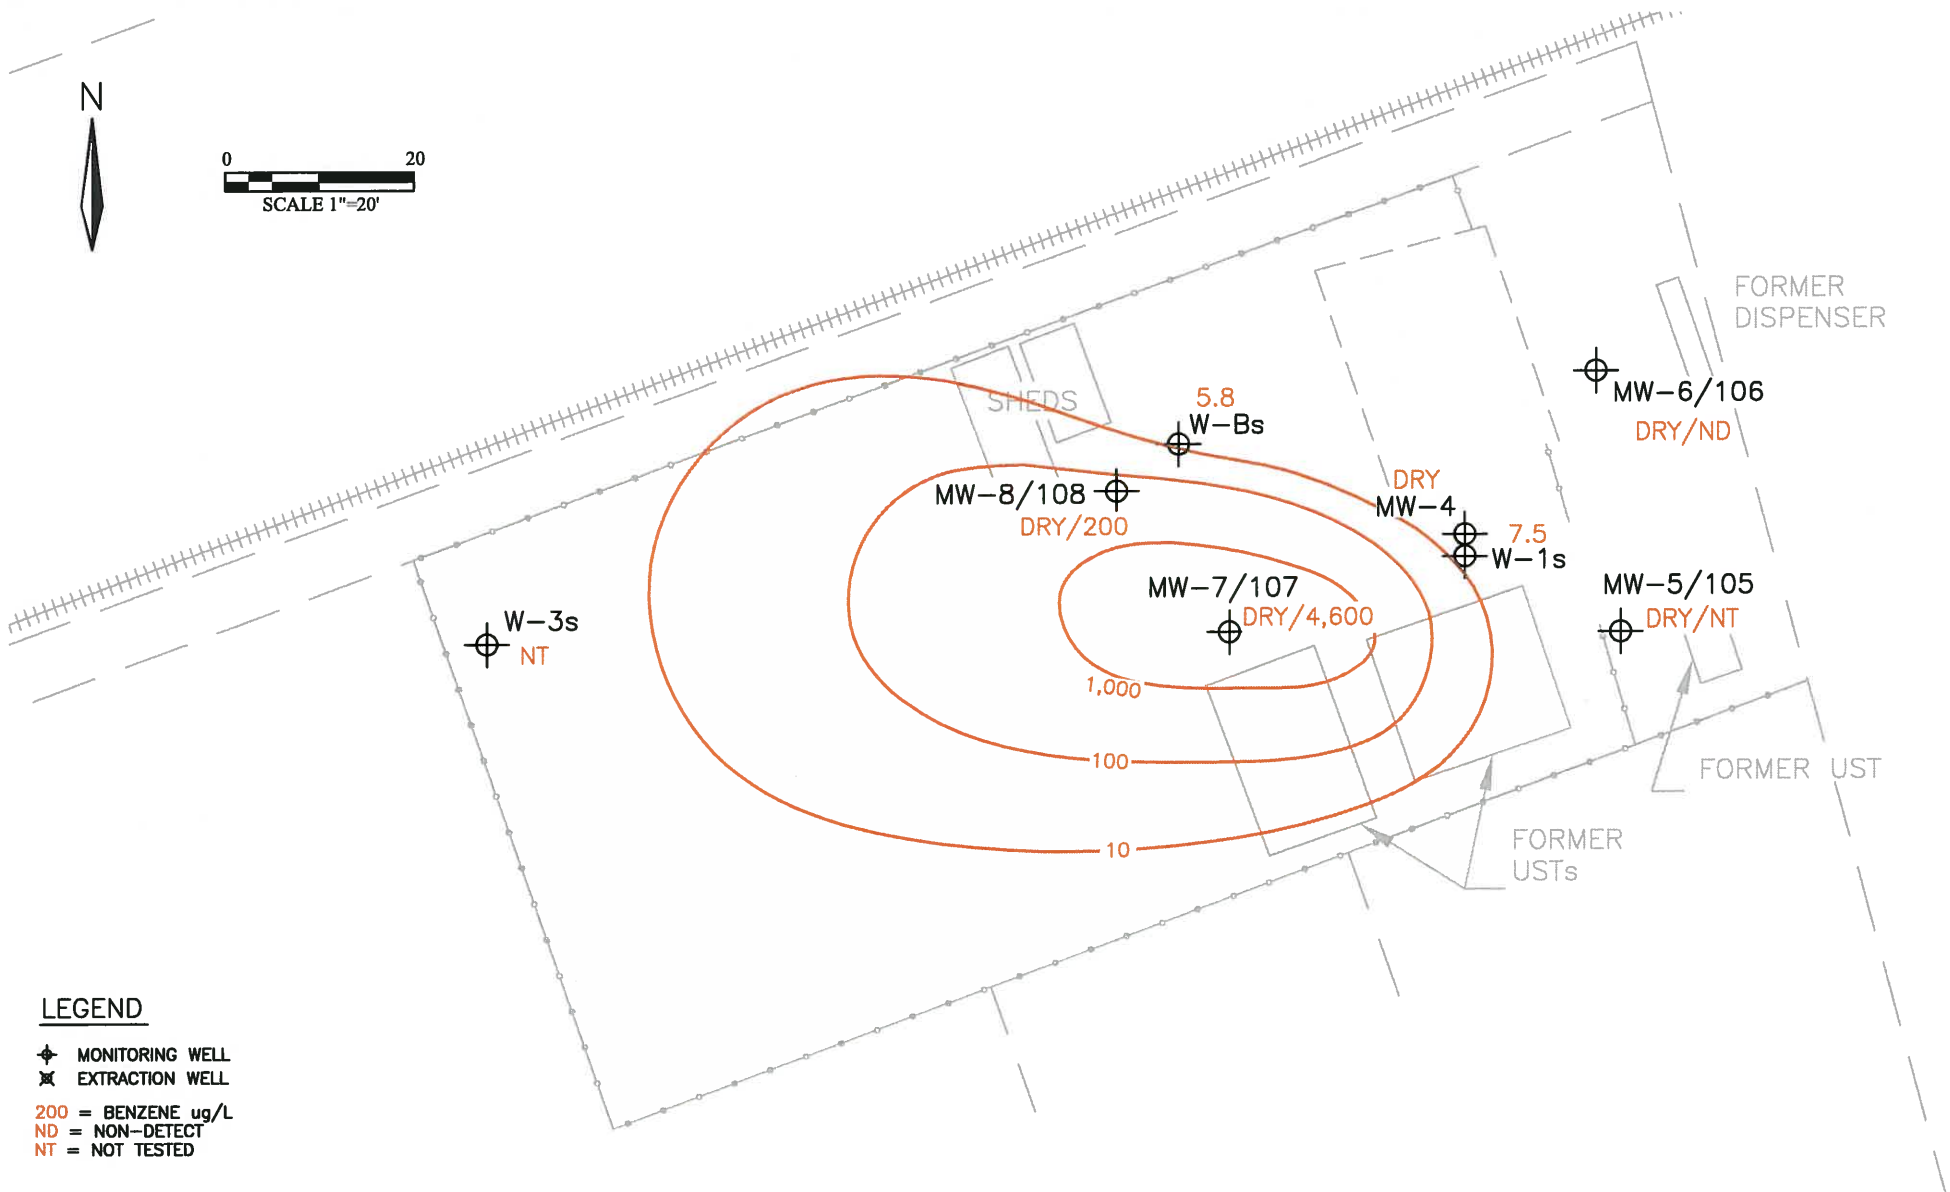 N
0 20
SCALE 1"=20'
FORMER
DISPENSER
SHEDS
5.8
W-Bs
MW-6/106
DRY/ND
DRY
MW-4
MW-8/108
DRY/200
7.5
W-1s
MW-7/107
DRY/4,600
MW-5/105
DRY/NT
W-3s
NT
1,000
100
10
FORMER UST
FORMER
USTs
LEGEND
MONITORING WELL
EXTRACTION WELL
200 = BENZENE ug/L
ND = NON-DETECT
NT = NOT TESTED